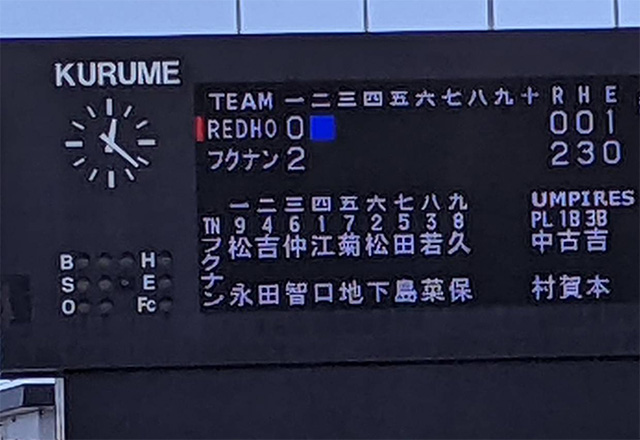 KURUME
TEAM 一二三四五六七八九十 R H E
REDHO 0 0 0 1
フクナン 2 2 3 0
一二三四五六七八九 UMPIRES
TN 9 4 6 1 7 2 5 3 8 PL 1B 3B
フクナン 松永 吉田 仲智 江口 菊地 松下 田島 若菜 久保 中村 古賀 吉本
B H
S E
O Fc